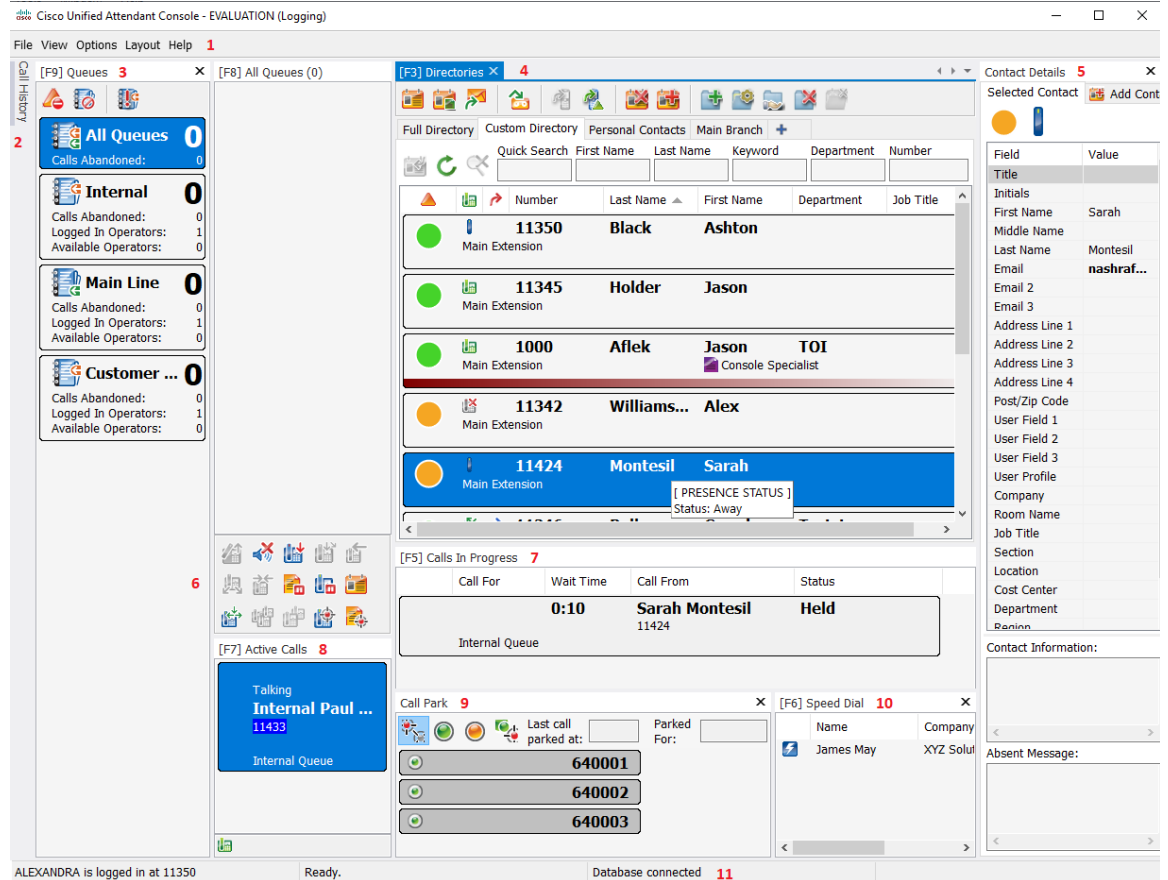 cisco Cisco Unified Attendant Console - EVALUATION (Logging)
File View Options Layout Help 1
Call History
2
[F9] Queues 3
All Queues 0
Calls Abandoned: 0
Internal 0
Calls Abandoned: 0
Logged In Operators: 1
Available Operators: 0
Main Line 0
Calls Abandoned: 0
Logged In Operators: 1
Available Operators: 0
Customer ... 0
Calls Abandoned: 0
Logged In Operators: 1
Available Operators: 0
[F8] All Queues (0)
6
[F7] Active Calls 8
Talking
Internal Paul ...
11433
Internal Queue
[F3] Directories 4
Full Directory Custom Directory Personal Contacts Main Branch
Quick Search First Name Last Name Keyword Department Number
Number Last Name First Name Department Job Title
11350 Black Ashton
Main Extension
11345 Holder Jason
Main Extension
1000 Aflek Jason TOI
Main Extension Console Specialist
11342 Williams... Alex
Main Extension
11424 Montesil Sarah
Main Extension
[ PRESENCE STATUS ]
Status: Away
[F5] Calls In Progress 7
Call For Wait Time Call From Status
0:10 Sarah Montesil Held
11424
Internal Queue
Call Park 9
Last call parked at:
Parked For:
640001
640002
640003
[F6] Speed Dial 10
Name Company
James May XYZ Solut
Contact Details 5
Selected Contact Add Cont
Field Value
Title
Initials
First Name Sarah
Middle Name
Last Name Montesil
Email nashraf...
Email 2
Email 3
Address Line 1
Address Line 2
Address Line 3
Address Line 4
Post/Zip Code
User Field 1
User Field 2
User Field 3
User Profile
Company
Room Name
Job Title
Section
Location
Cost Center
Department
Region
Contact Information:
Absent Message:
ALEXANDRA is logged in at 11350 Ready. Database connected 11